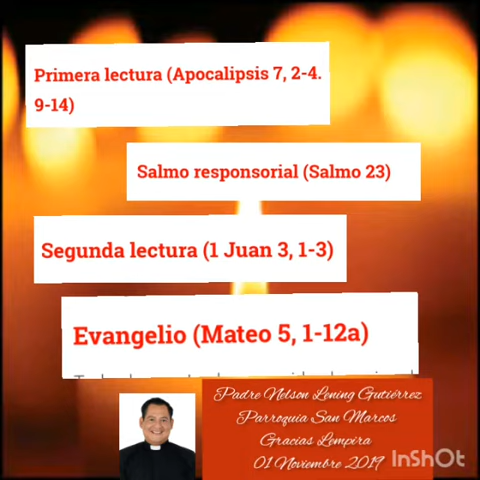 Primera lectura (Apocalipsis 7, 2-4.
9-14)
Salmo responsorial (Salmo 23)
Segunda lectura (1 Juan 3, 1-3)
Evangelio (Mateo 5, 1-12a)
Padre Nelson Lening Gutiérrez
Parroquia San Marcos
Gracias Lempira
01 Noviembre 2019
InShOt